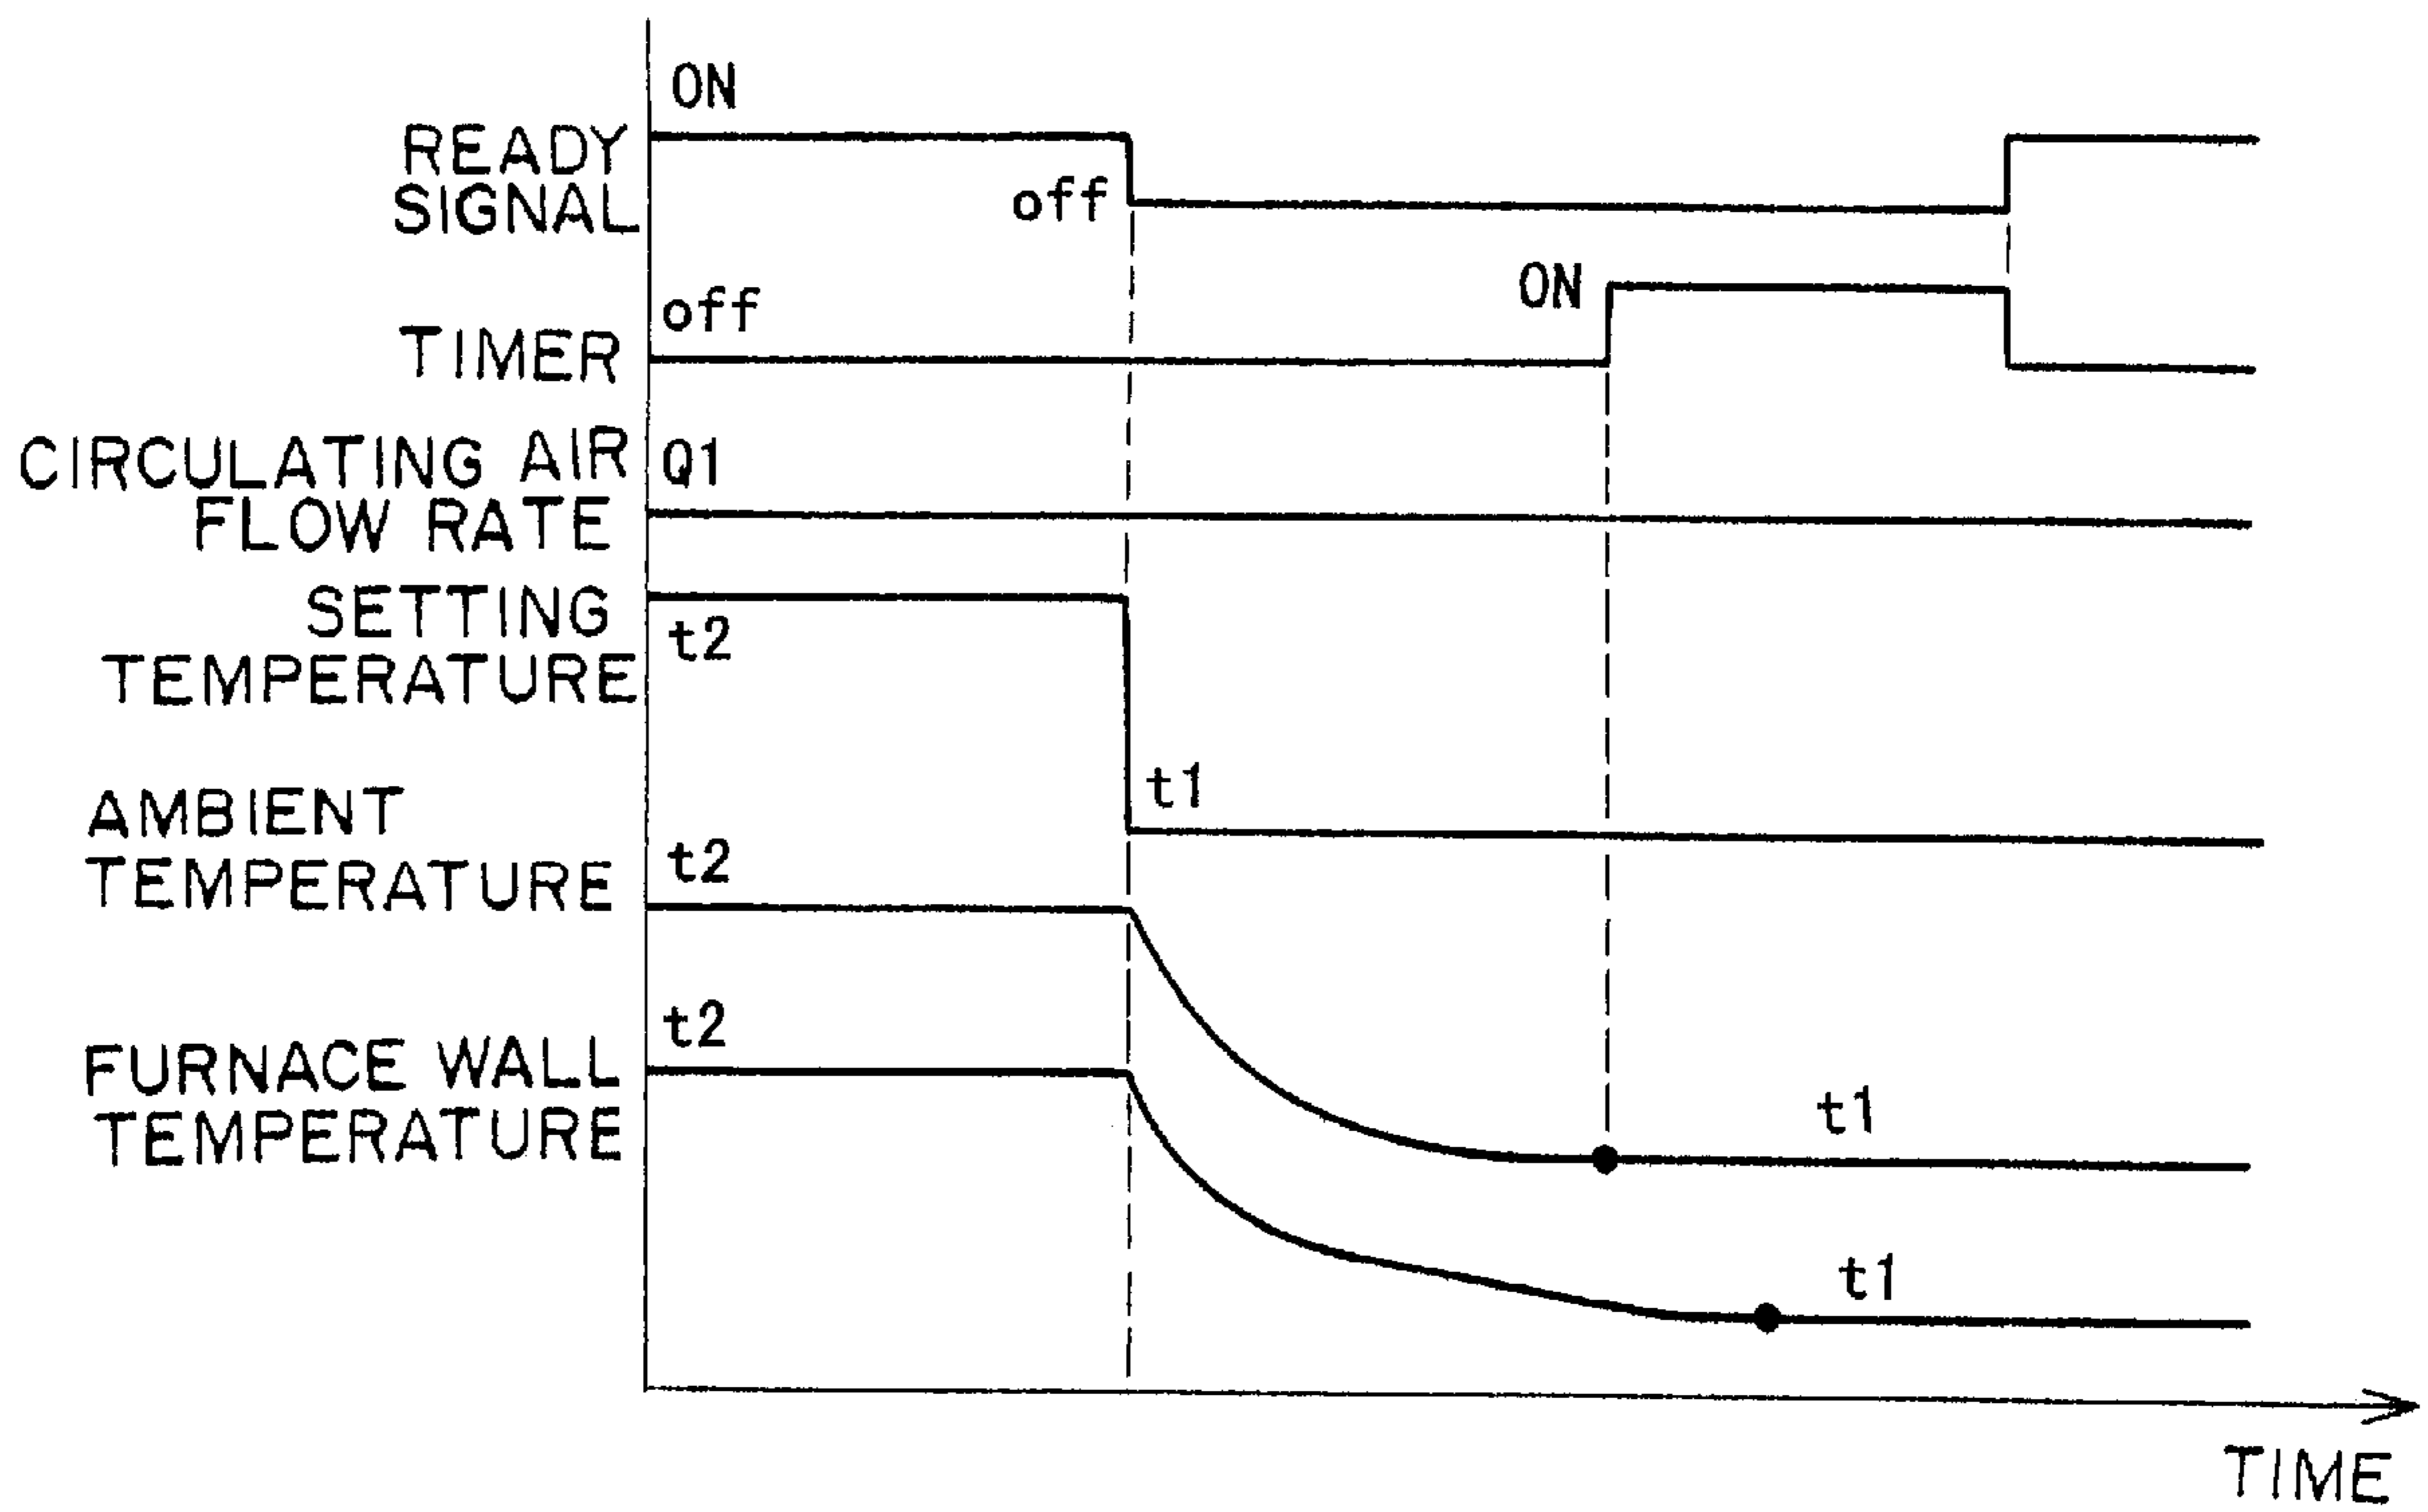 ON
READY
SIGNAL
off
ON
off
TIMER
CIRCULATING AIR
FLOW RATE
Q1
SETTING
TEMPERATURE
t2
t1
AMBIENT
TEMPERATURE
t2
t2
FURNACE WALL
TEMPERATURE
t1
t1
TIME